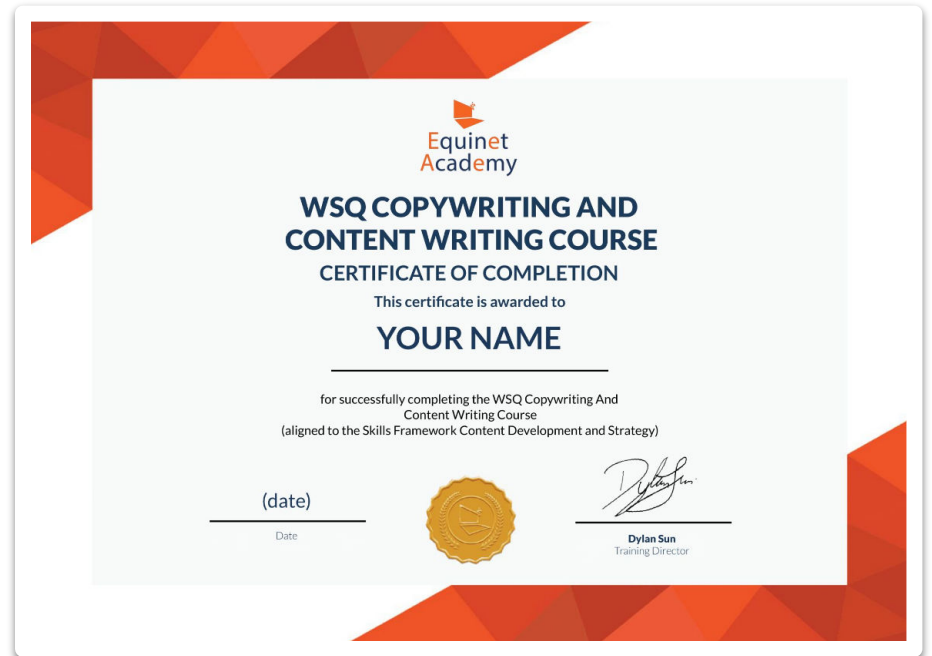 Equinet
Academy
WSQ COPYWRITING AND
CONTENT WRITING COURSE
CERTIFICATE OF COMPLETION
This certificate is awarded to
YOUR NAME
for successfully completing the WSQ Copywriting And
Content Writing Course
(aligned to the Skills Framework Content Development and Strategy)
(date)
Date
Dylan Sun
Dylan Sun
Training Director